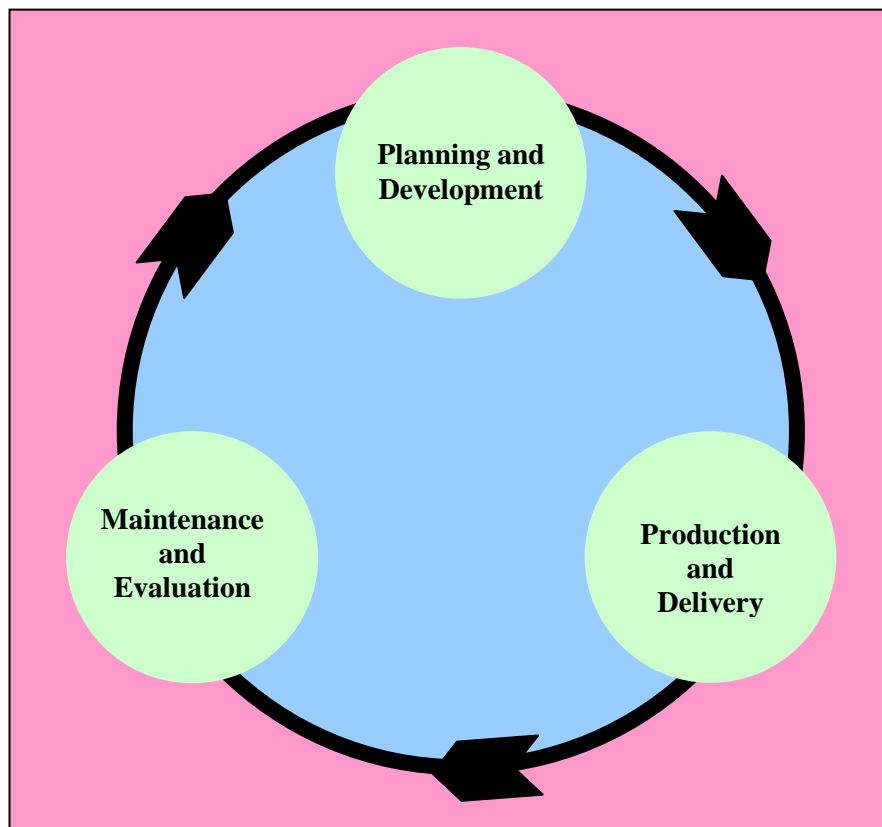 Planning and
Development
Maintenance
and
Evaluation
Production
and
Delivery